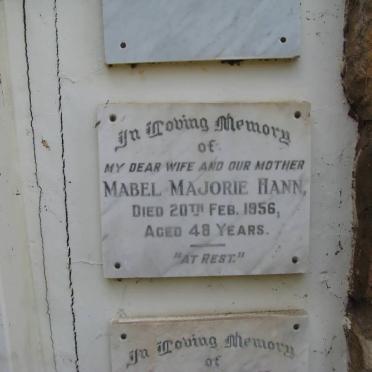 In Loving Memory
of
MY DEAR WIFE AND OUR MOTHER
MABEL MAJORIE HANN,
DIED 20TH FEB. 1956,
AGED 48 YEARS.
"AT REST."
In Loving Memory
of